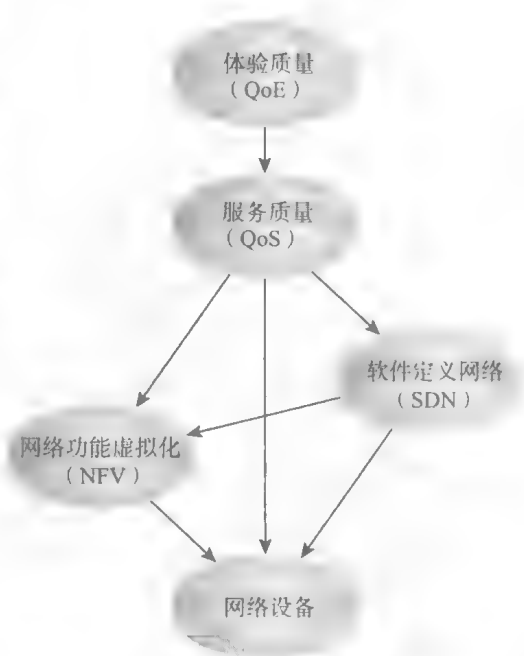 体验质量
（QoE）
服务质量
（QoS）
软件定义网络
（SDN）
网络功能虚拟化
（NFV）
网络设备